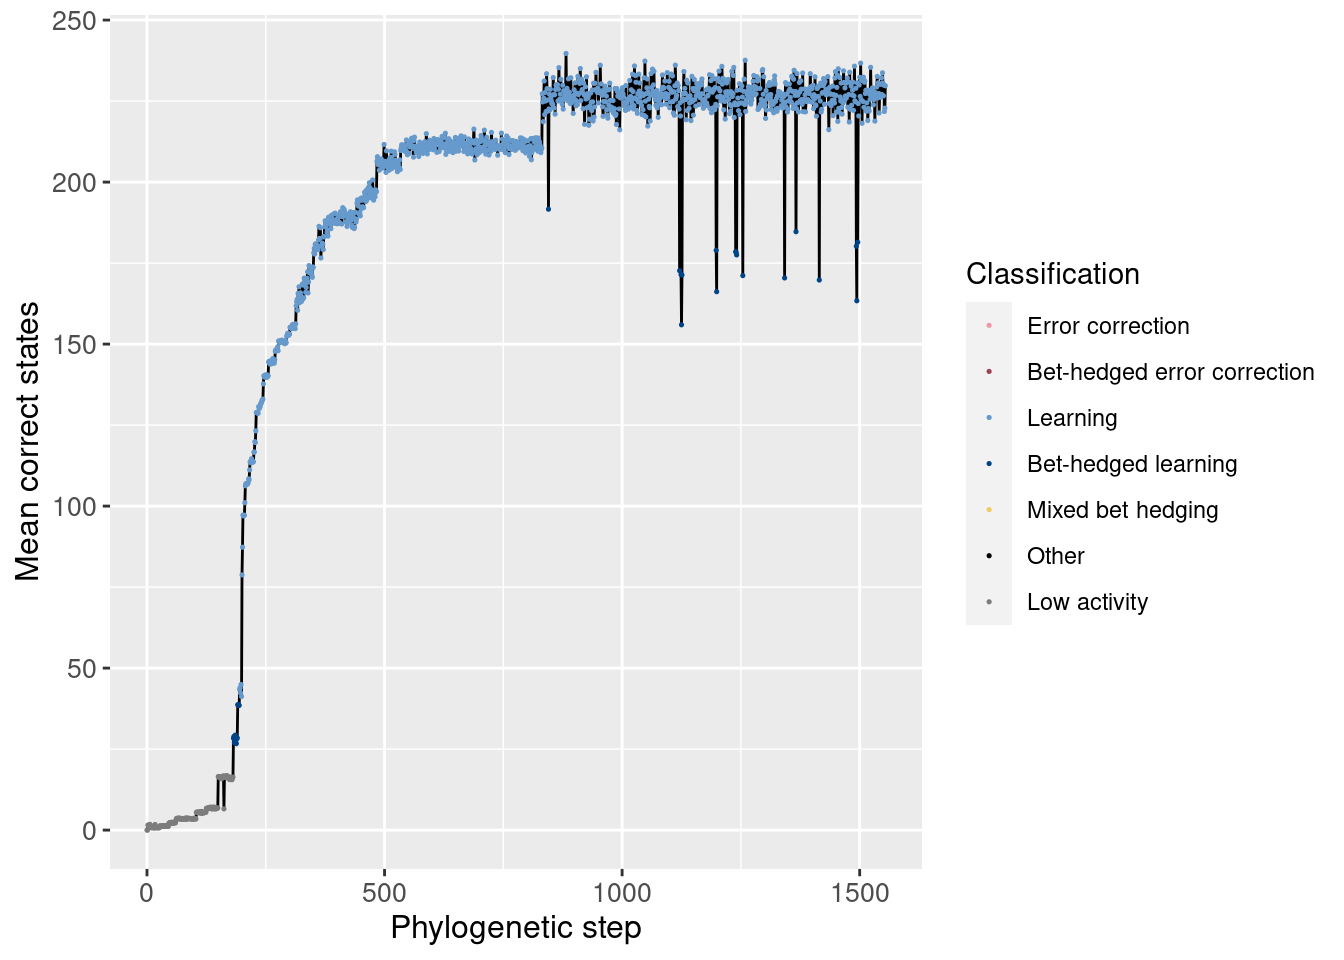 250
200
150
100
50
0
Mean correct states
0 500 1000 1500
Phylogenetic step
Classification
Error correction
Bet-hedged error correction
Learning
Bet-hedged learning
Mixed bet hedging
Other
Low activity